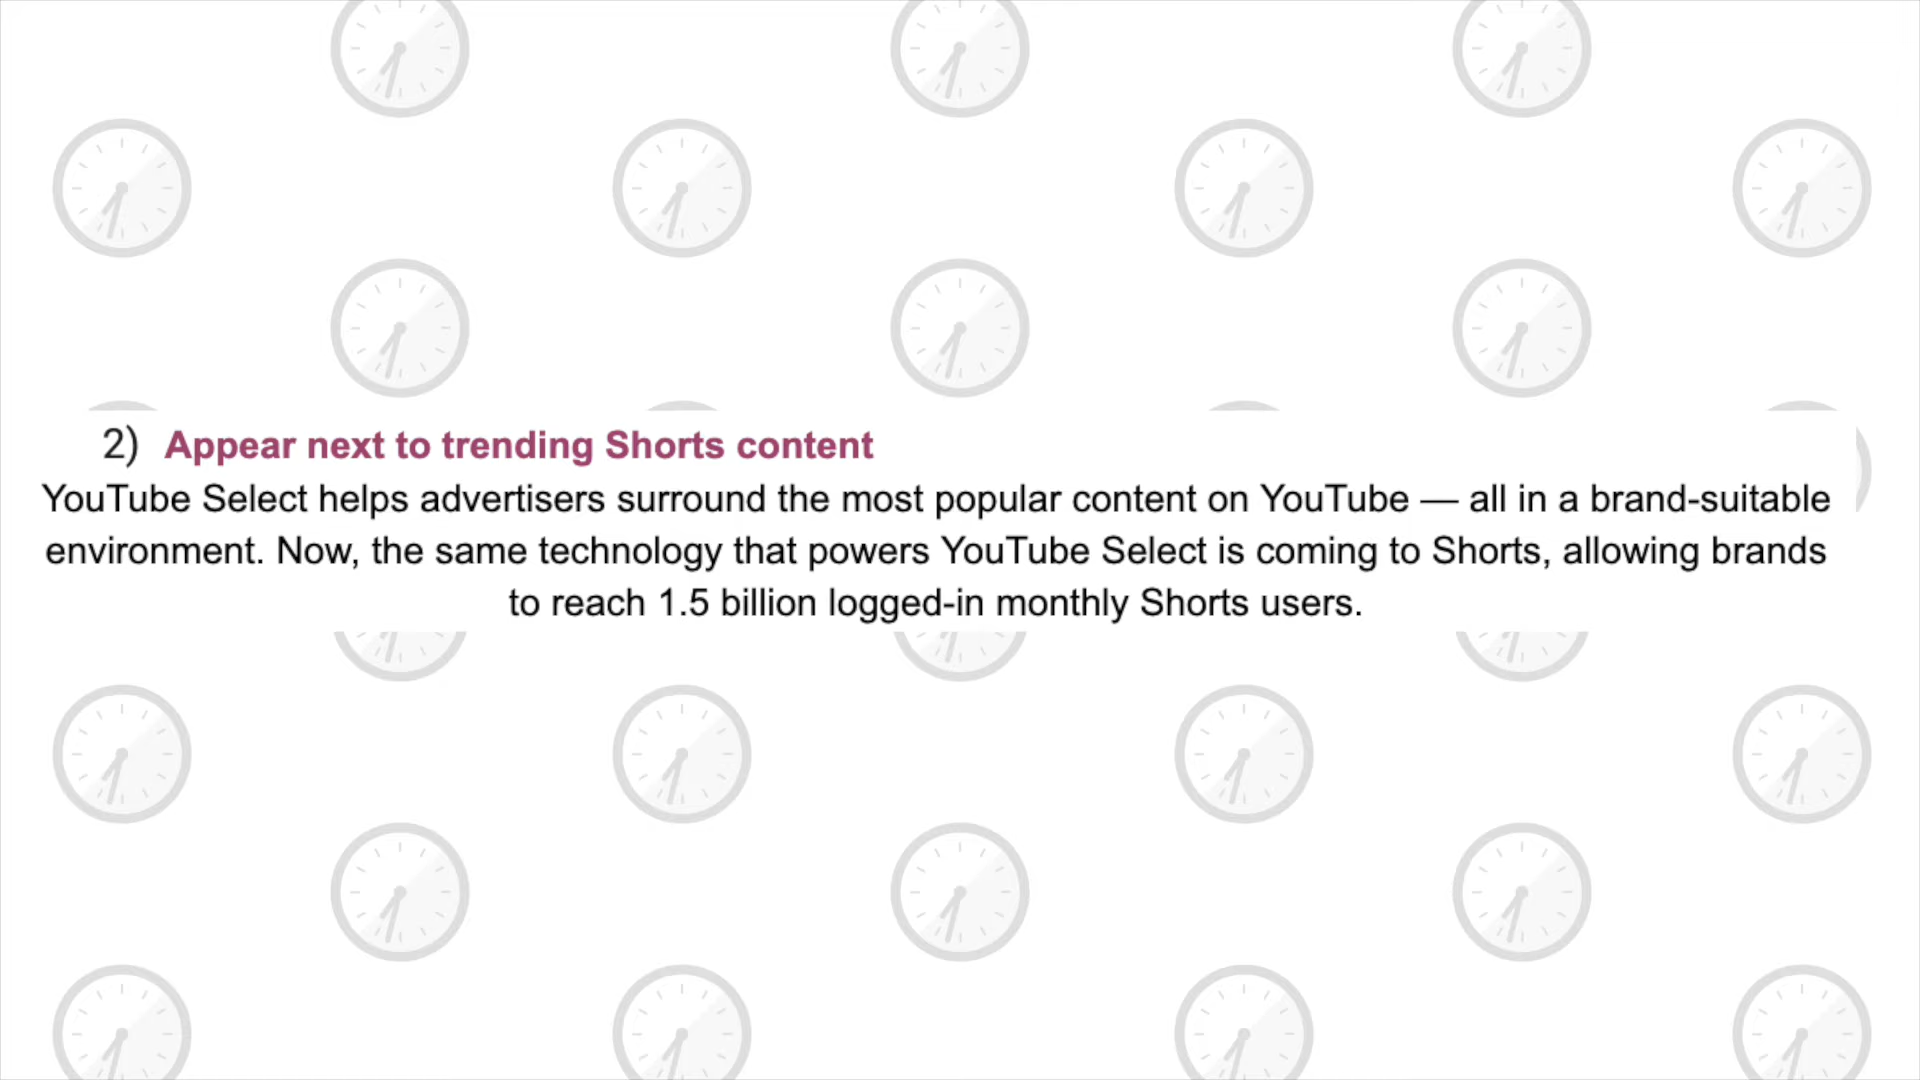 2) Appear next to trending Shorts content
YouTube Select helps advertisers surround the most popular content on YouTube — all in a brand-suitable
environment. Now, the same technology that powers YouTube Select is coming to Shorts, allowing brands
to reach 1.5 billion logged-in monthly Shorts users.